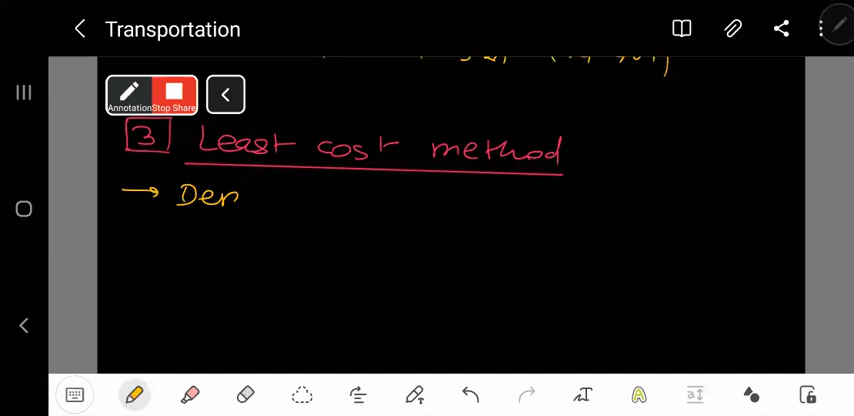 Transportation
Annotation Stop Share
3 Least cost method
→ Den